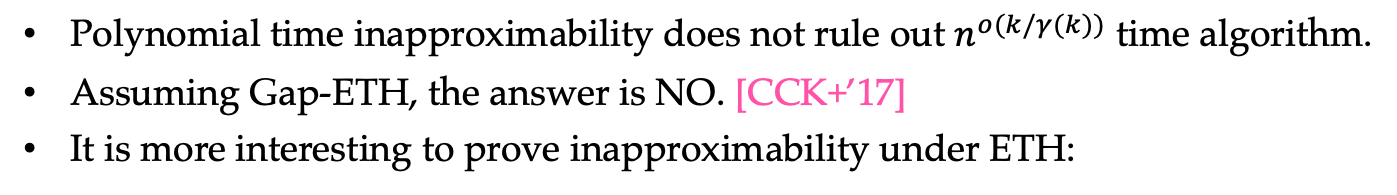 • Polynomial time inapproximability does not rule out n^{o(k/γ(k))} time algorithm.
• Assuming Gap-ETH, the answer is NO. [CCK+’17]
• It is more interesting to prove inapproximability under ETH: